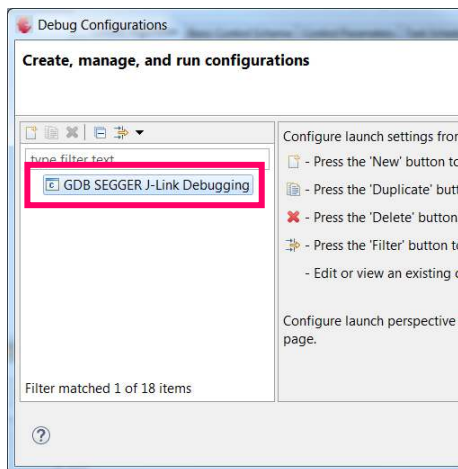 Debug Configurations
Create, manage, and run configurations
type filter text
GDB SEGGER J-Link Debugging
Filter matched 1 of 18 items
Configure launch settings from
- Press the 'New' button to
- Press the 'Duplicate' butt
- Press the 'Delete' button
- Press the 'Filter' button to
- Edit or view an existing c
Configure launch perspective
page.